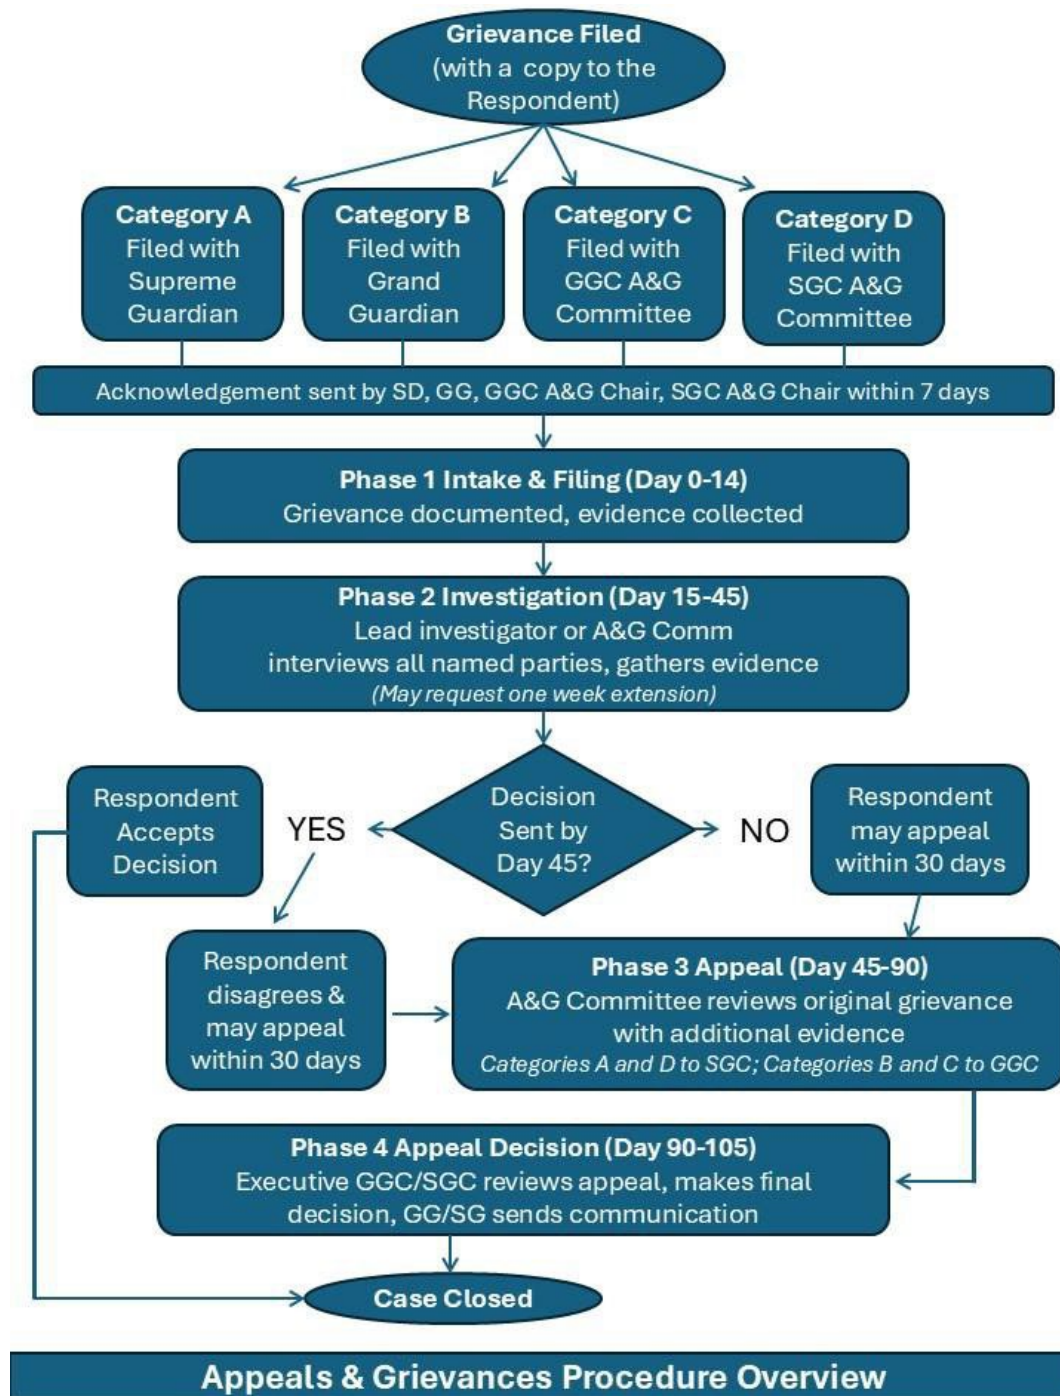 Grievance Filed
(with a copy to the
Respondent)
Category A
Filed with
Supreme
Guardian
Category B
Filed with
Grand
Guardian
Category C
Filed with
GGC A&G
Committee
Category D
Filed with
SGC A&G
Committee
Acknowledgement sent by SD, GG, GGC A&G Chair, SGC A&G Chair within 7 days
Phase 1 Intake & Filing (Day 0-14)
Grievance documented, evidence collected
Phase 2 Investigation (Day 15-45)
Lead investigator or A&G Comm
interviews all named parties, gathers evidence
(May request one week extension)
Respondent
Accepts
Decision
YES
Decision
Sent by
Day 45?
NO
Respondent
may appeal
within 30 days
Respondent
disagrees &
may appeal
within 30 days
Phase 3 Appeal (Day 45-90)
A&G Committee reviews original grievance
with additional evidence
Categories A and D to SGC; Categories B and C to GGC
Phase 4 Appeal Decision (Day 90-105)
Executive GGC/SGC reviews appeal, makes final
decision, GG/SG sends communication
Case Closed
Appeals & Grievances Procedure Overview